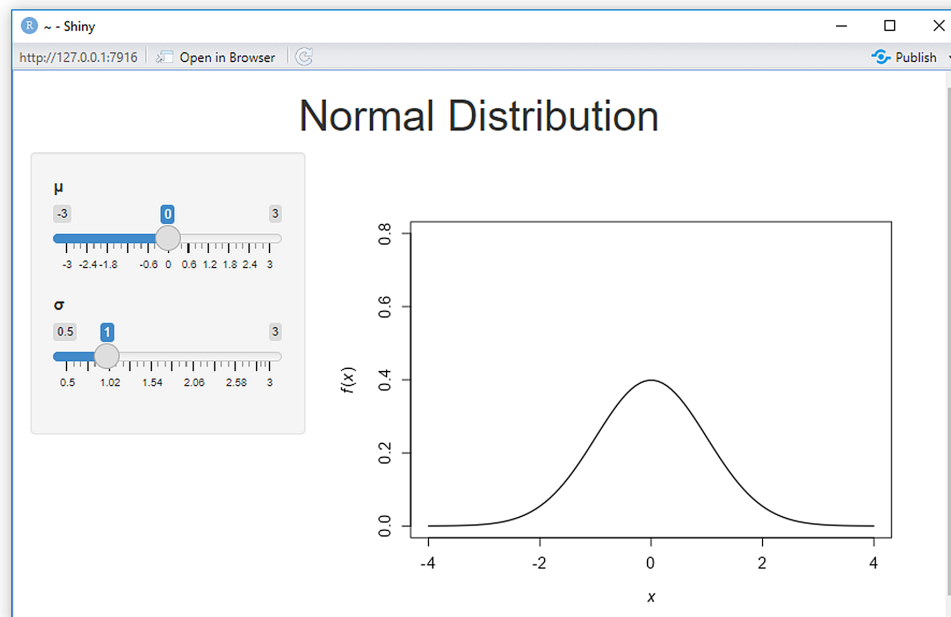 R ~ - Shiny
http://127.0.0.1:7916 Open in Browser Publish
Normal Distribution
μ
-3 0 3
-3 -2.4 -1.8 -0.6 0 0.6 1.2 1.8 2.4 3
σ
0.5 1 3
0.5 1.02 1.54 2.06 2.58 3
f(x)
0.8
0.6
0.4
0.2
0.0
-4 -2 0 2 4
x